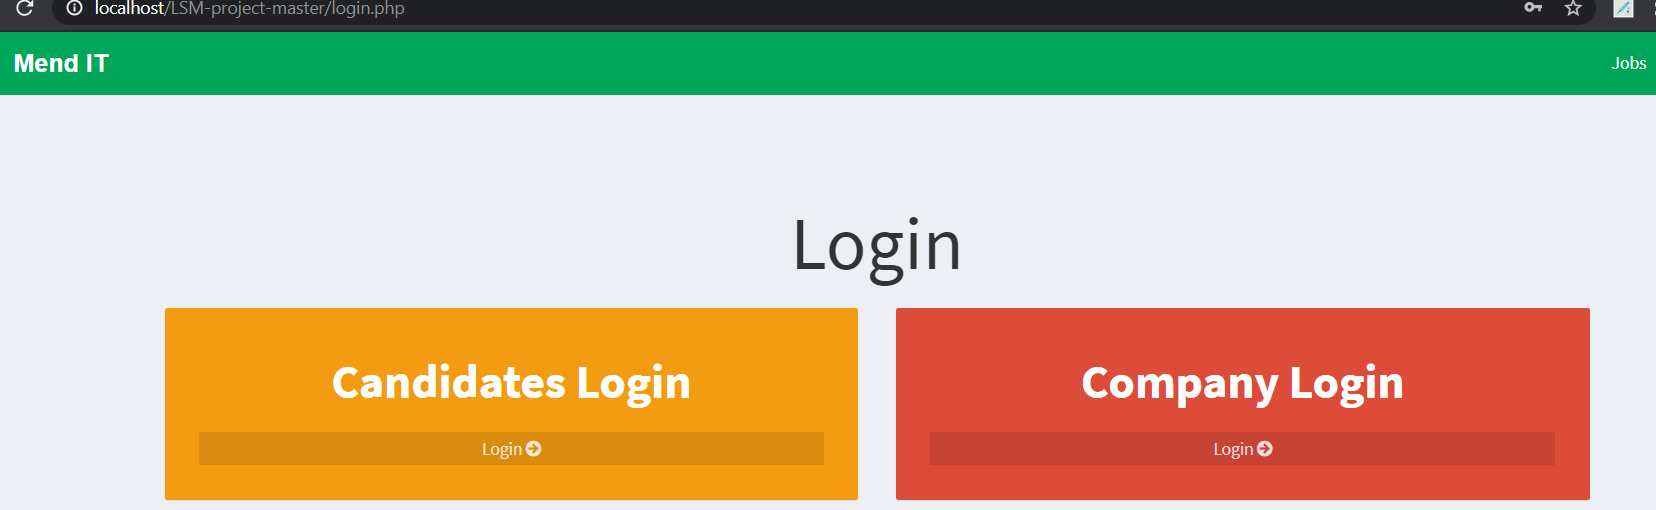 localhost/LSM-project-master/login.php
Mend IT
Jobs
Login
Candidates Login
Login
Company Login
Login